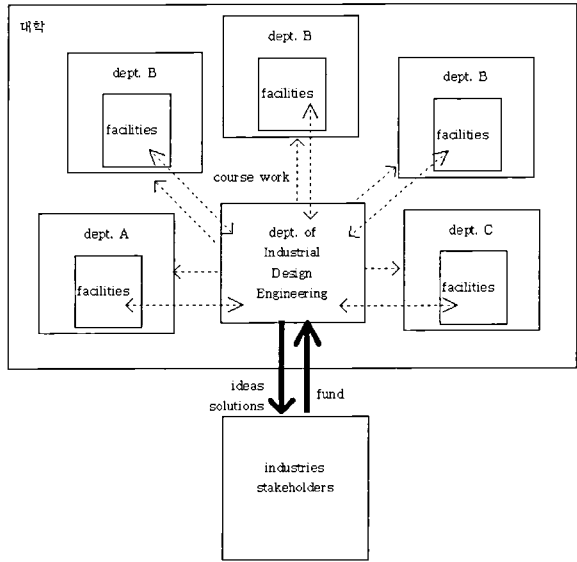 대학
dept. B
facilities
dept. B
facilities
dept. B
facilities
course work
dept. A
facilities
dept. of
Industrial
Design
Engineering
dept. C
facilities
ideas
solutions
fund
industries
stakeholders